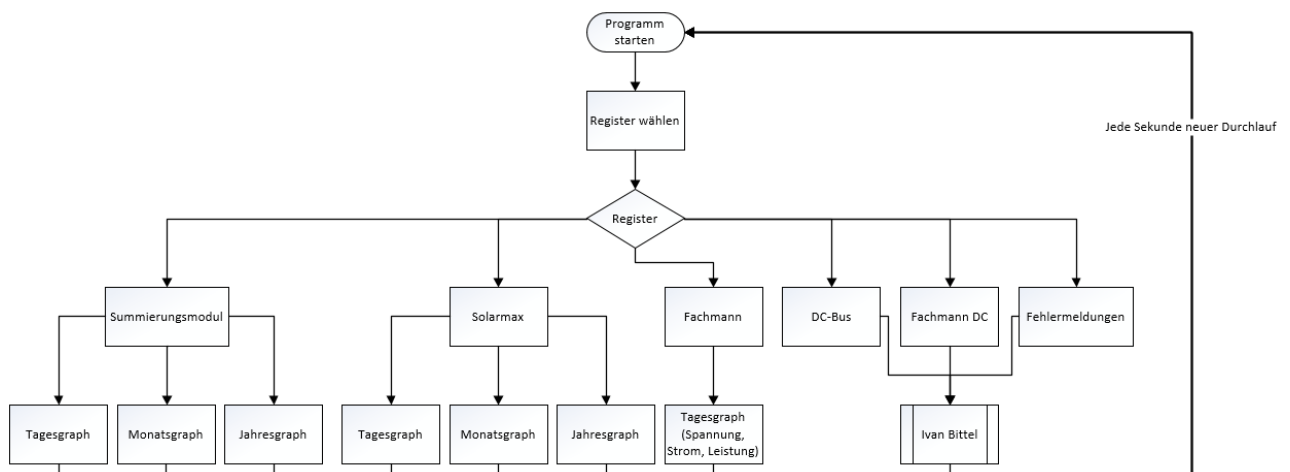 Programm
starten
Register wählen
Jede Sekunde neuer Durchlauf
Register
Summierungsmodul
Solarmax
Fachmann
DC-Bus
Fachmann DC
Fehlermeldungen
Tagesgraph
Monatsgraph
Jahresgraph
Tagesgraph
Monatsgraph
Jahresgraph
Tagesgraph
(Spannung,
Strom, Leistung)
Ivan Bittel